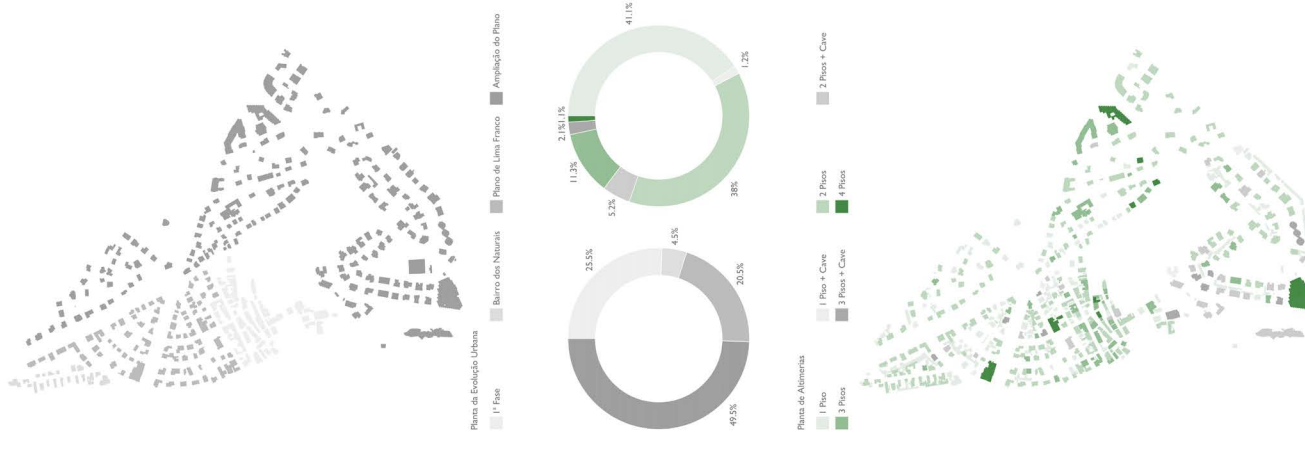 Planta da Evolução Urbana
1ª Fase
Bairro dos Naturais
Plano de Lima Franco
Ampliação do Plano
49.5%
25.5%
4.5%
20.5%
5.2%
11.3%
2.1%
1.1%
41.1%
1.2%
38%
Planta de Altimerias
1 Piso
1 Piso + Cave
2 Pisos
2 Pisos + Cave
3 Pisos
3 Pisos + Cave
4 Pisos